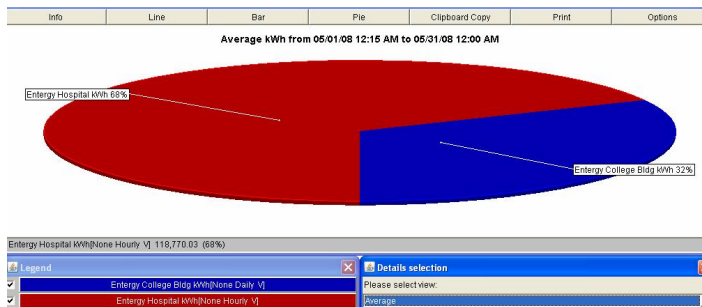 Info Line Bar Pie Clipboard Copy Print Options
Average kWh from 05/01/08 12:15 AM to 05/31/08 12:00 AM
Entergy Hospital kWh 68%
Entergy College Bldg kWh 32%
Entergy Hospital kWh[None Hourly V] 118,770.03 (68%)
Legend
Details selection
Entergy College Bldg kWh[None Daily V]
Please select view:
Entergy Hospital kWh[None Hourly V]
Average